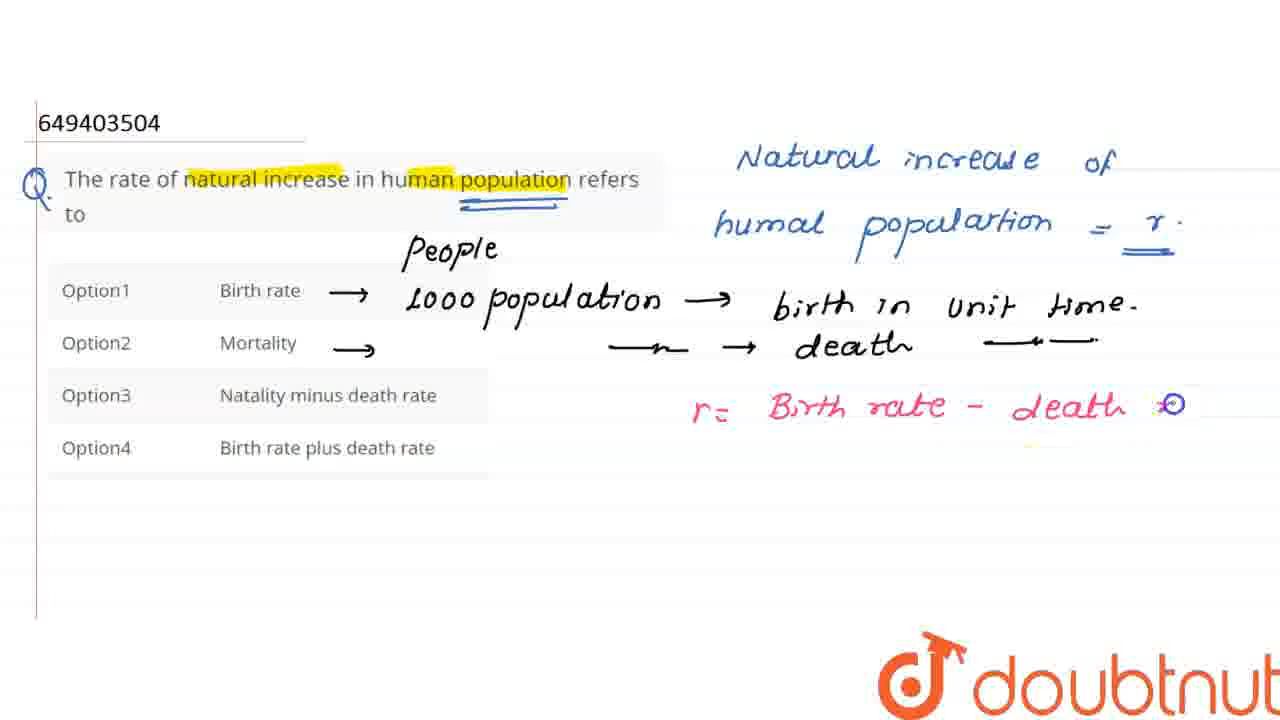 649403504
Q. The rate of natural increase in human population refers
to
Natural increase of
humal populartion = r.
People
Option1 Birth rate → 1000 population → birth in unit time.
Option2 Mortality → —〃— → death —〃—
Option3 Natality minus death rate
r = Birth rate - death
Option4 Birth rate plus death rate
doubtnut